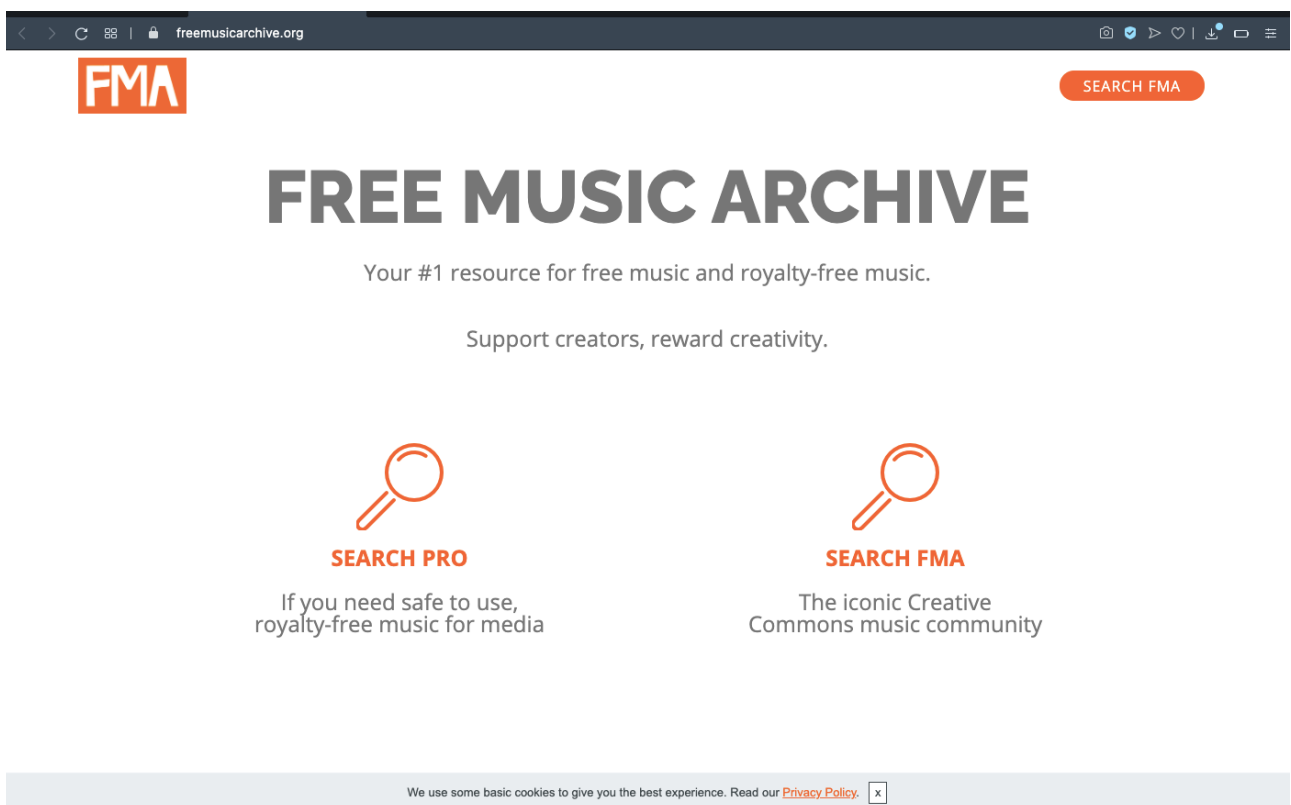 freemusicarchive.org
FMA
SEARCH FMA
FREE MUSIC ARCHIVE
Your #1 resource for free music and royalty-free music.
Support creators, reward creativity.
SEARCH PRO
If you need safe to use,
royalty-free music for media
SEARCH FMA
The iconic Creative
Commons music community
We use some basic cookies to give you the best experience. Read our Privacy Policy. x